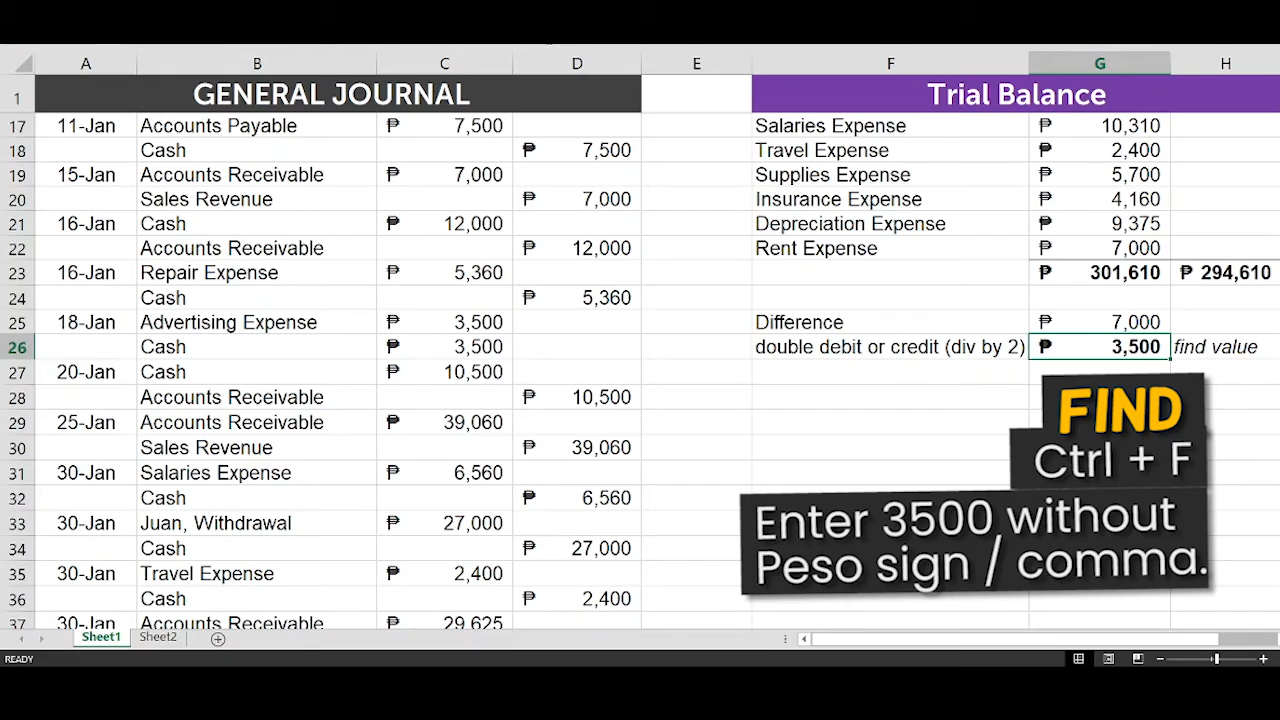 A B C D E F G H
1 GENERAL JOURNAL Trial Balance
17 11-Jan Accounts Payable ₱ 7,500 Salaries Expense ₱ 10,310
18 Cash ₱ 7,500 Travel Expense ₱ 2,400
19 15-Jan Accounts Receivable ₱ 7,000 Supplies Expense ₱ 5,700
20 Sales Revenue ₱ 7,000 Insurance Expense ₱ 4,160
21 16-Jan Cash ₱ 12,000 Depreciation Expense ₱ 9,375
22 Accounts Receivable ₱ 12,000 Rent Expense ₱ 7,000
23 16-Jan Repair Expense ₱ 5,360 ₱ 301,610 ₱ 294,610
24 Cash ₱ 5,360
25 18-Jan Advertising Expense ₱ 3,500 Difference ₱ 7,000
26 Cash ₱ 3,500 double debit or credit (div by 2) ₱ 3,500 find value
27 20-Jan Cash ₱ 10,500
28 Accounts Receivable ₱ 10,500
29 25-Jan Accounts Receivable ₱ 39,060
30 Sales Revenue ₱ 39,060
31 30-Jan Salaries Expense ₱ 6,560
32 Cash ₱ 6,560
33 30-Jan Juan, Withdrawal ₱ 27,000
34 Cash ₱ 27,000
35 30-Jan Travel Expense ₱ 2,400
36 Cash ₱ 2,400
37 30-Jan Accounts Receivable ₱ 29,625
FIND
Ctrl + F
Enter 3500 without
Peso sign / comma.
Sheet1 Sheet2
READY